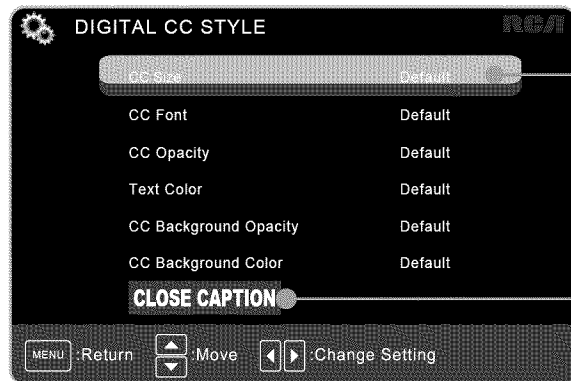 DIGITAL CC STYLE RCA
CC Size Default
CC Font Default
CC Opacity Default
Text Color Default
CC Background Opacity Default
CC Background Color Default
CLOSE CAPTION
MENU :Return :Move :Change Setting